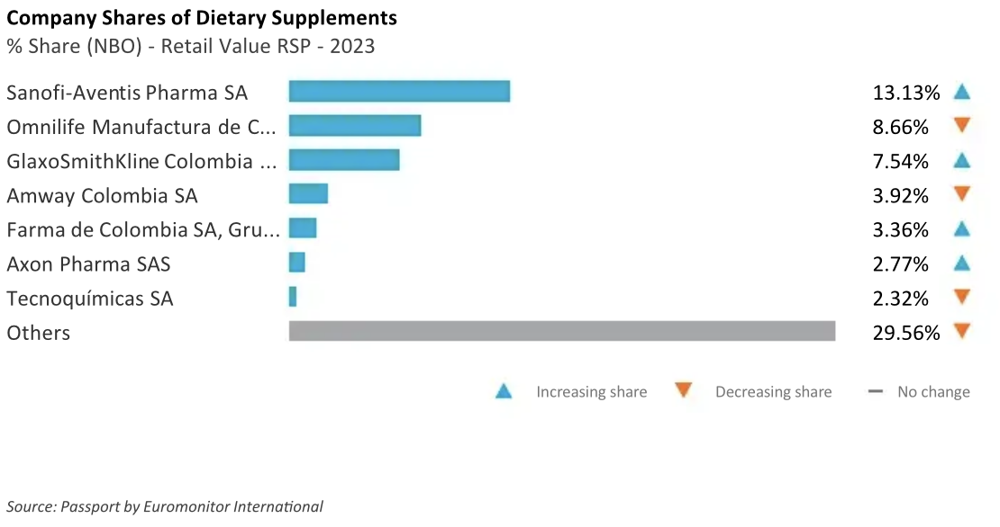 Company Shares of Dietary Supplements
% Share (NBO) - Retail Value RSP - 2023
Sanofi-Aventis Pharma SA 13.13%
Omnilife Manufactura de C... 8.66%
GlaxoSmithKline Colombia ... 7.54%
Amway Colombia SA 3.92%
Farma de Colombia SA, Gru... 3.36%
Axon Pharma SAS 2.77%
Tecnoquímicas SA 2.32%
Others 29.56%
Increasing share Decreasing share No change
Source: Passport by Euromonitor International